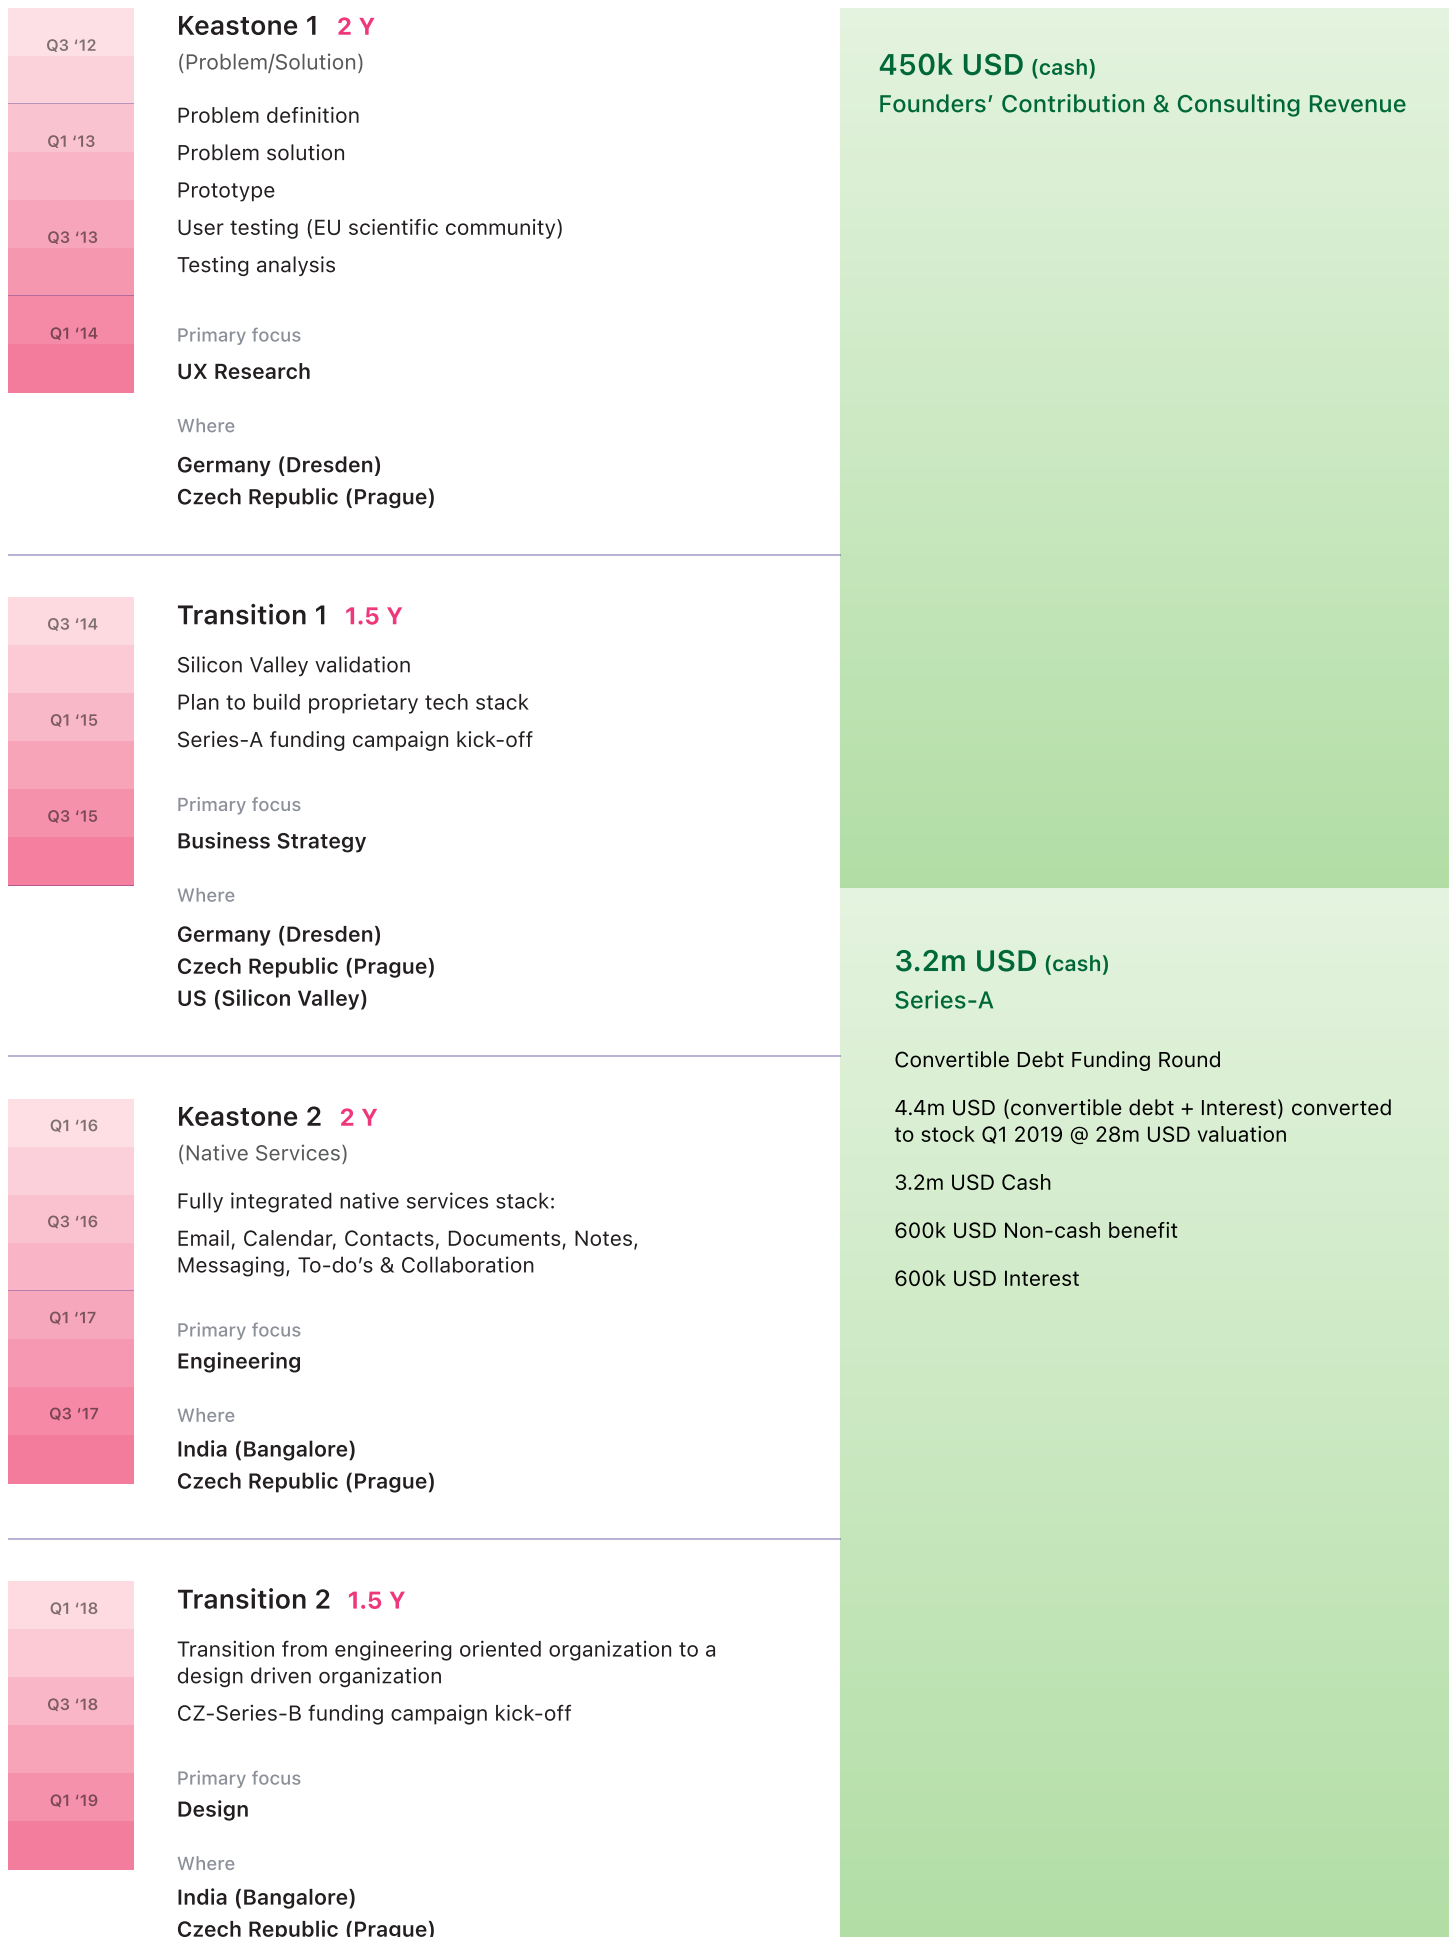 Q3 ‘12
Q1 ‘13
Q3 ‘13
Q1 ‘14
Keastone 1 2 Y
(Problem/Solution)
Problem definition
Problem solution
Prototype
User testing (EU scientific community)
Testing analysis
Primary focus
UX Research
Where
Germany (Dresden)
Czech Republic (Prague)
450k USD (cash)
Founders’ Contribution & Consulting Revenue
Q3 ‘14
Q1 ‘15
Q3 ‘15
Transition 1 1.5 Y
Silicon Valley validation
Plan to build proprietary tech stack
Series-A funding campaign kick-off
Primary focus
Business Strategy
Where
Germany (Dresden)
Czech Republic (Prague)
US (Silicon Valley)
3.2m USD (cash)
Series-A
Convertible Debt Funding Round
4.4m USD (convertible debt + Interest) converted
to stock Q1 2019 @ 28m USD valuation
3.2m USD Cash
600k USD Non-cash benefit
600k USD Interest
Q1 ‘16
Q3 ‘16
Q1 ‘17
Q3 ‘17
Keastone 2 2 Y
(Native Services)
Fully integrated native services stack:
Email, Calendar, Contacts, Documents, Notes,
Messaging, To-do’s & Collaboration
Primary focus
Engineering
Where
India (Bangalore)
Czech Republic (Prague)
Q1 ‘18
Q3 ‘18
Q1 ‘19
Transition 2 1.5 Y
Transition from engineering oriented organization to a
design driven organization
CZ-Series-B funding campaign kick-off
Primary focus
Design
Where
India (Bangalore)
Czech Republic (Prague)